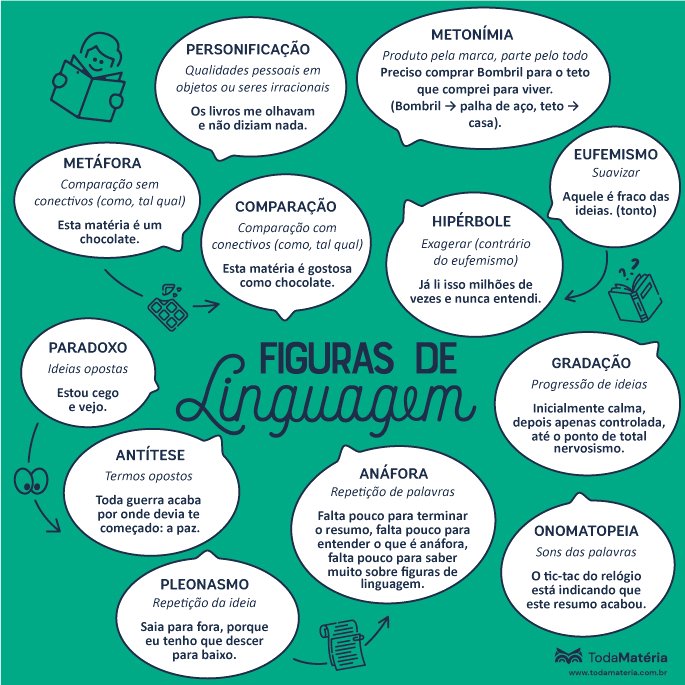 PERSONIFICAÇÃO
Qualidades pessoais em
objetos ou seres irracionais
Os livros me olhavam
e não diziam nada.
METONÍMIA
Produto pela marca, parte pelo todo
Preciso comprar Bombril para o teto
que comprei para viver.
(Bombril → palha de aço, teto →
casa).
METÁFORA
Comparação sem
conectivos (como, tal qual)
Esta matéria é um
chocolate.
COMPARAÇÃO
Comparação com
conectivos (como, tal qual)
Esta matéria é gostosa
como chocolate.
HIPÉRBOLE
Exagerar (contrário
do eufemismo)
Já li isso milhões de
vezes e nunca entendi.
EUFEMISMO
Suavizar
Aquele é fraco das
ideias. (tonto)
FIGURAS DE
Linguagem
PARADOXO
Ideias opostas
Estou cego
e vejo.
GRADAÇÃO
Progressão de ideias
Inicialmente calma,
depois apenas controlada,
até o ponto de total
nervosismo.
ANTÍTESE
Termos opostos
Toda guerra acaba
por onde devia te
começado: a paz.
ANÁFORA
Repetição de palavras
Falta pouco para terminar
o resumo, falta pouco para
entender o que é anáfora,
falta pouco para saber
muito sobre figuras de
linguagem.
ONOMATOPEIA
Sons das palavras
O tic-tac do relógio
está indicando que
este resumo acabou.
PLEONASMO
Repetição da ideia
Saia para fora, porque
eu tenho que descer
para baixo.
TodaMatéria
www.todamateria.com.br